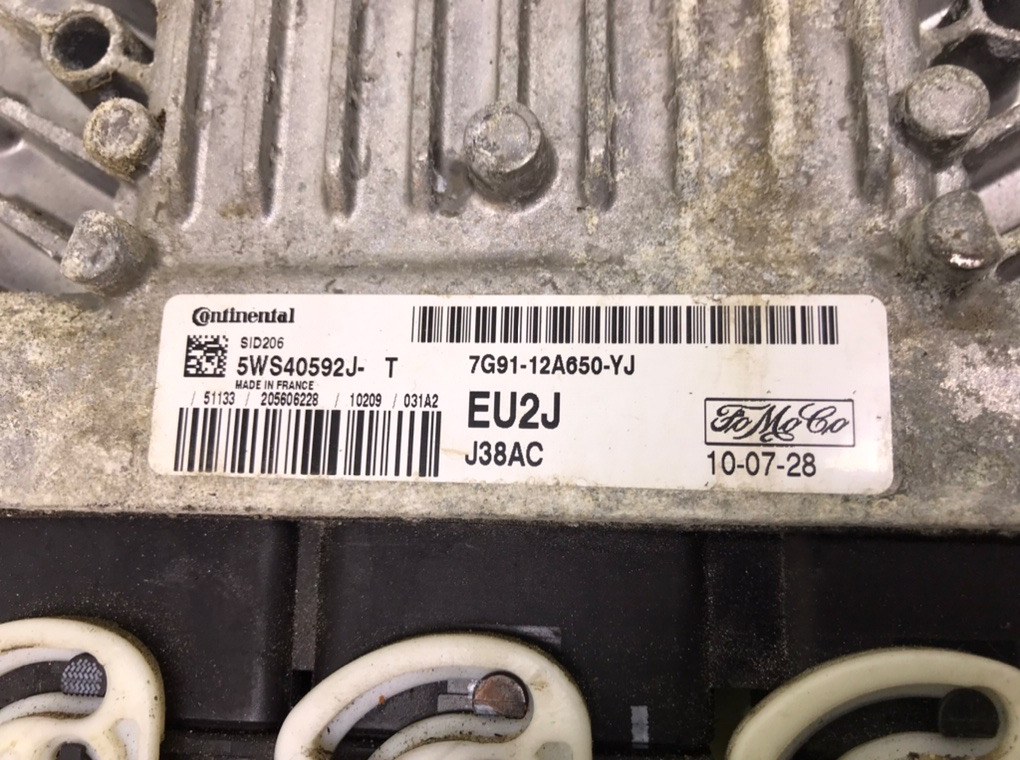 Continental
SID206
5WS40592J- T
MADE IN FRANCE
/ 51133 / 205606228 / 10209 / 031A2
7G91-12A650-YJ
EU2J
J38AC
FoMoCo
10-07-28